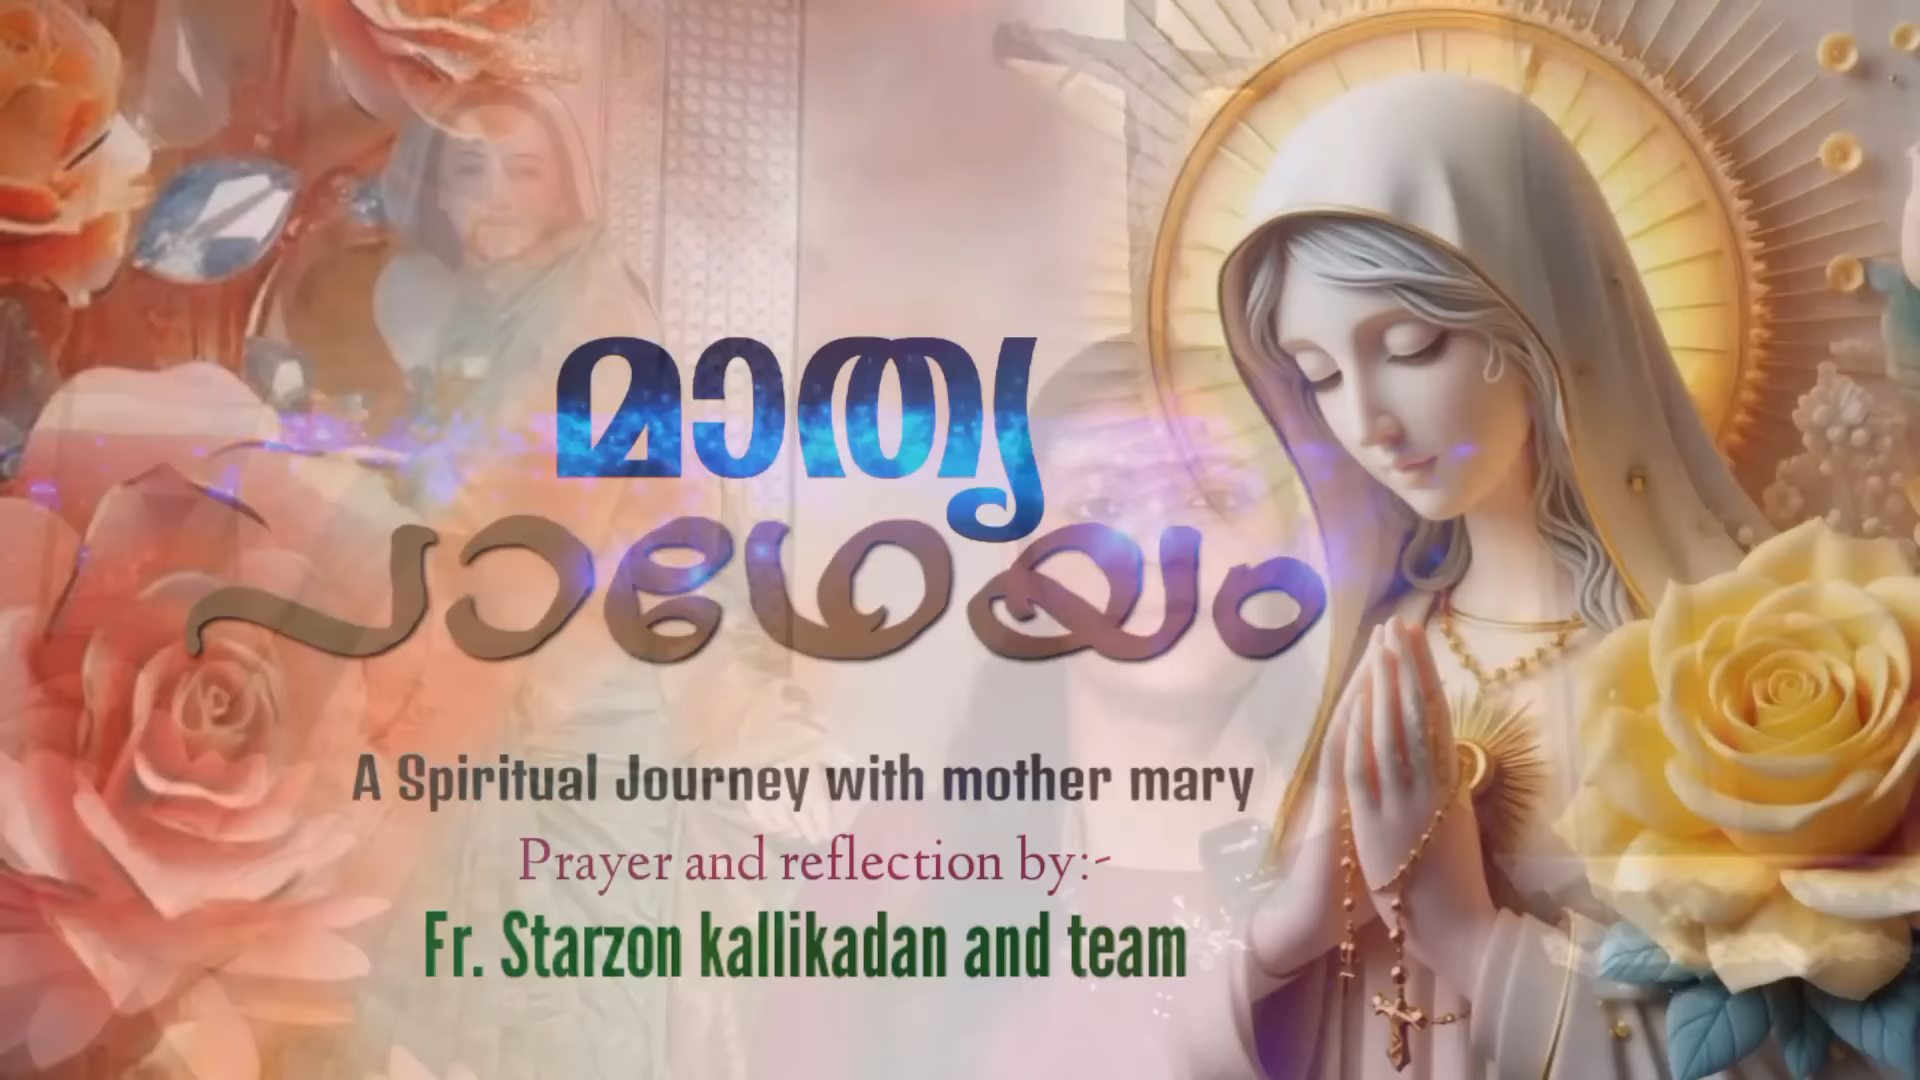 മാതൃ
പാഥേയം
A Spiritual Journey with mother mary
Prayer and reflection by:-
Fr. Starzon kallikadan and team